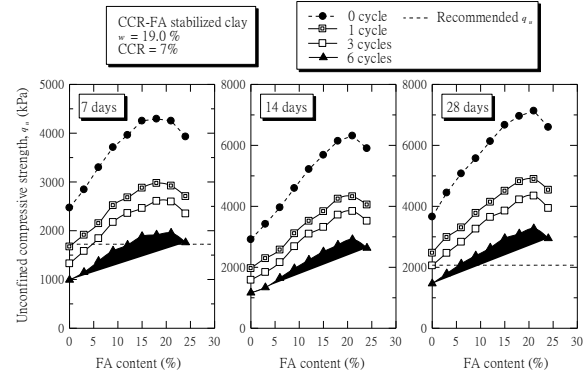 CCR-FA stabilized clay
w = 19.0 %
CCR = 7%
0 cycle
1 cycle
3 cycles
6 cycles
Recommended qu
Unconfined compressive strength, qu (kPa)
7 days
5000
4000
3000
2000
1000
0
0 5 10 15 20 25 30
FA content (%)
14 days
8000
6000
4000
2000
0
0 5 10 15 20 25 30
FA content (%)
28 days
8000
6000
4000
2000
0
0 5 10 15 20 25 30
FA content (%)